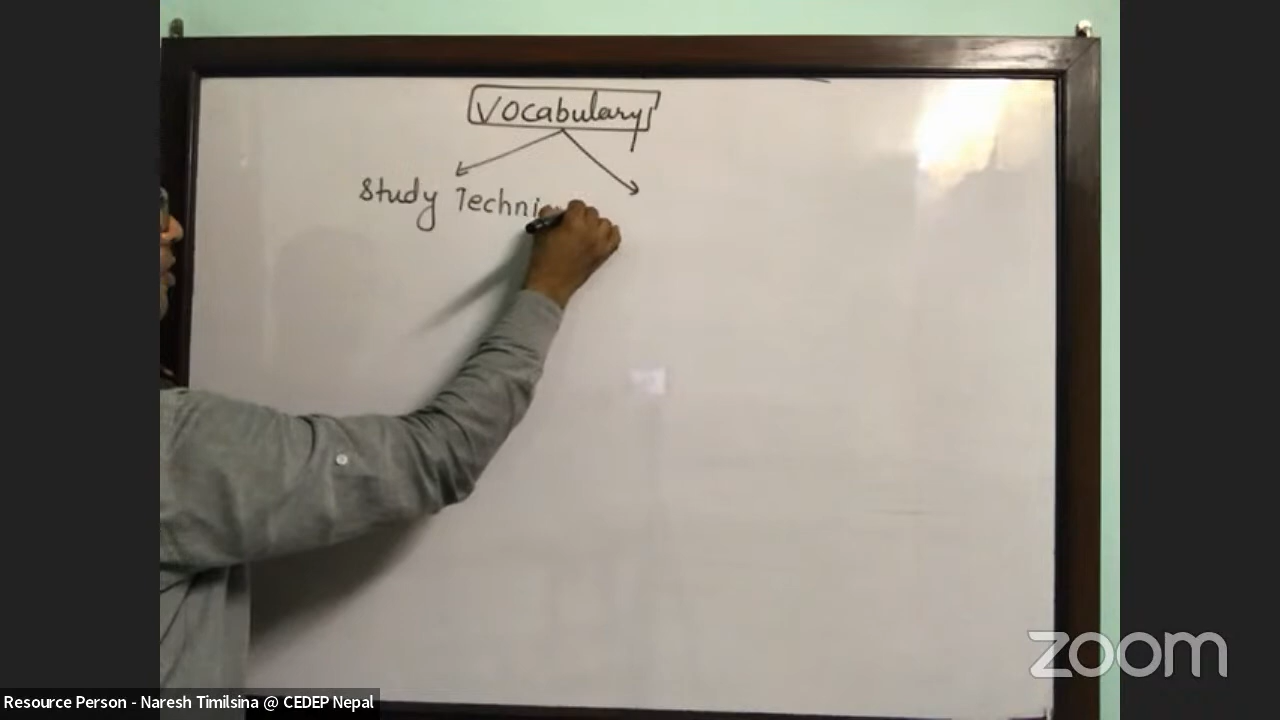 Vocabulary
Study Techni
zoom
Resource Person - Naresh Timilsina @ CEDEP Nepal